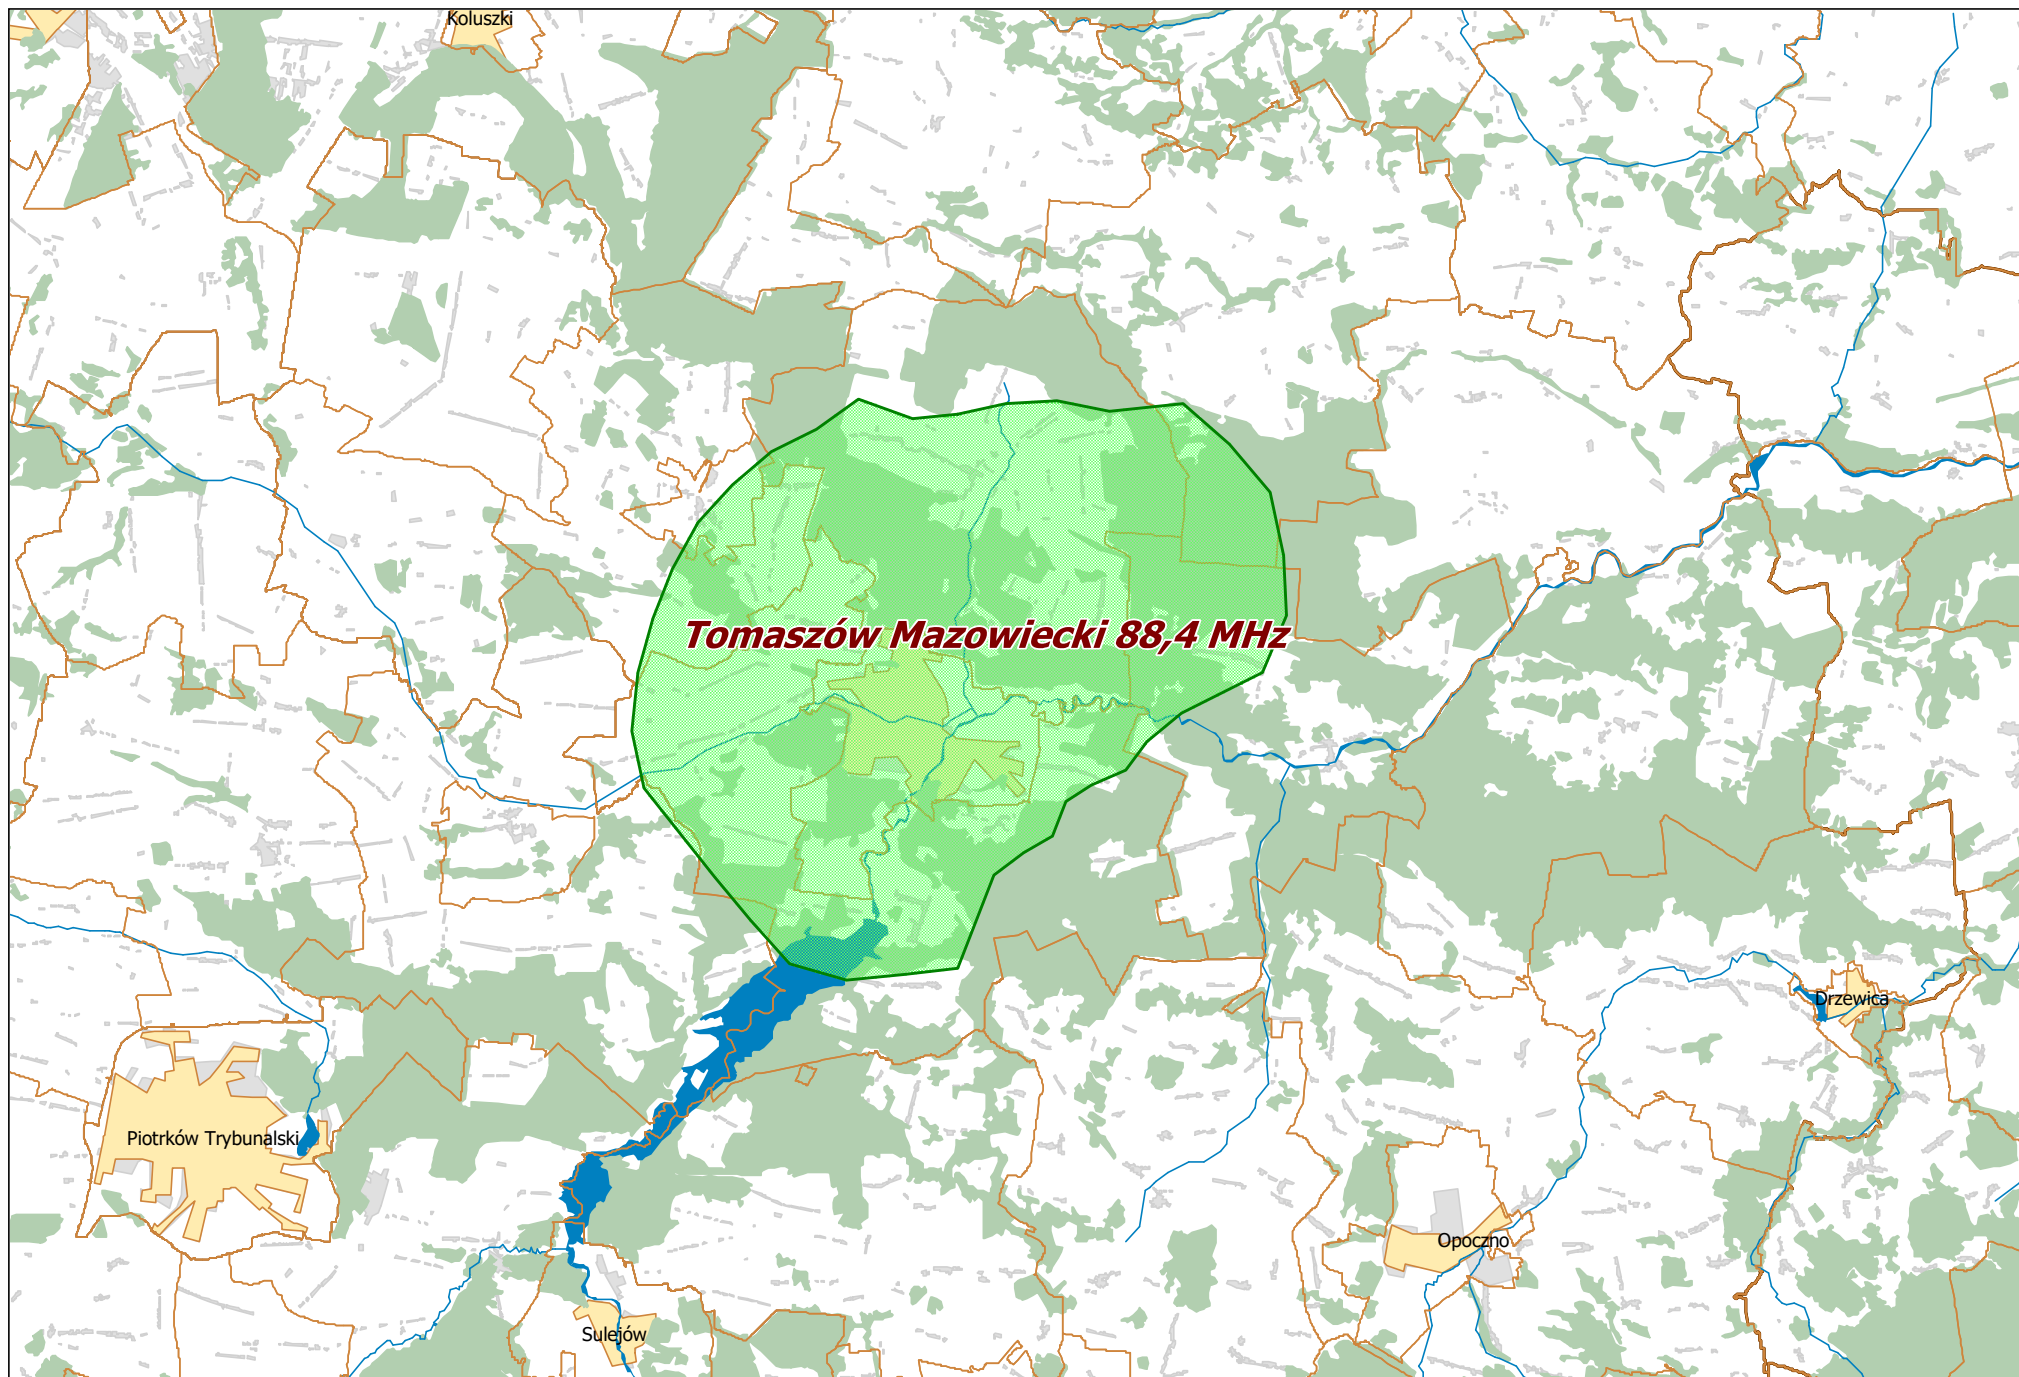 Koluszki
Tomaszów Mazowiecki 88,4 MHz
Drzewica
Piotrków Trybunalski
Opoczno
Sulejów